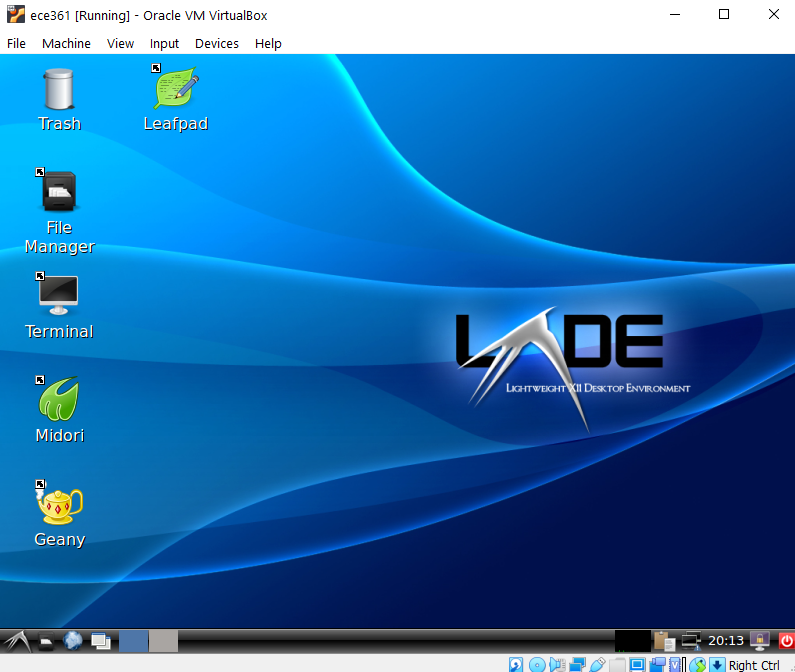 ece361 [Running] - Oracle VM VirtualBox
File Machine View Input Devices Help
Trash
Leafpad
File
Manager
Terminal
Midori
Geany
LXDE
Lightweight X11 Desktop Environment
20:13
Right Ctrl